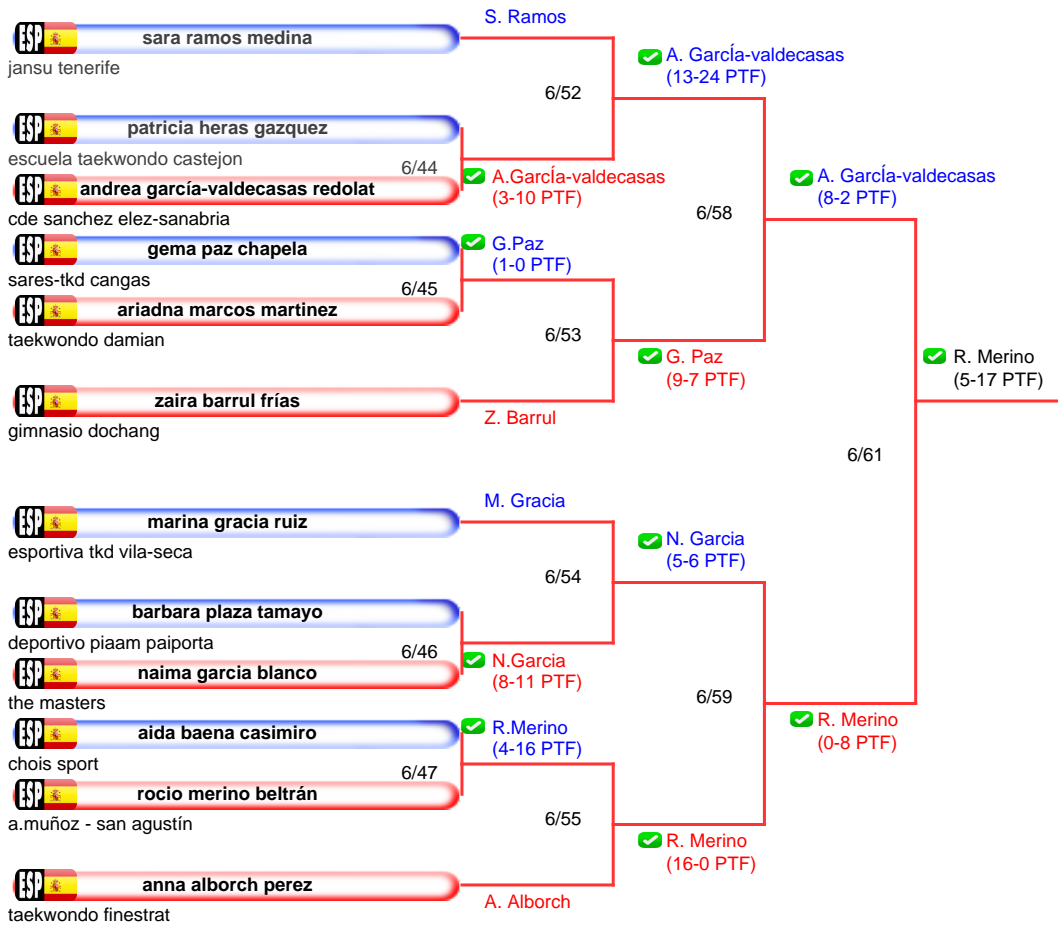 S. Ramos
ESP sara ramos medina
jansu tenerife
6/52
A. GarcÍa-valdecasas
(13-24 PTF)
ESP patricia heras gazquez
escuela taekwondo castejon
6/44
ESP andrea garcía-valdecasas redolat
cde sanchez elez-sanabria
A.GarcÍa-valdecasas
(3-10 PTF)
6/58
A. GarcÍa-valdecasas
(8-2 PTF)
ESP gema paz chapela
sares-tkd cangas
G.Paz
(1-0 PTF)
6/45
ESP ariadna marcos martinez
taekwondo damian
6/53
G. Paz
(9-7 PTF)
R. Merino
(5-17 PTF)
ESP zaira barrul frías
gimnasio dochang
Z. Barrul
6/61
M. Gracia
ESP marina gracia ruiz
esportiva tkd vila-seca
6/54
N. Garcia
(5-6 PTF)
ESP barbara plaza tamayo
deportivo piaam paiporta
6/46
ESP naima garcia blanco
the masters
N.Garcia
(8-11 PTF)
6/59
R. Merino
(0-8 PTF)
ESP aida baena casimiro
chois sport
R.Merino
(4-16 PTF)
6/47
ESP rocio merino beltrán
a.muñoz - san agustín
6/55
R. Merino
(16-0 PTF)
ESP anna alborch perez
taekwondo finestrat
A. Alborch